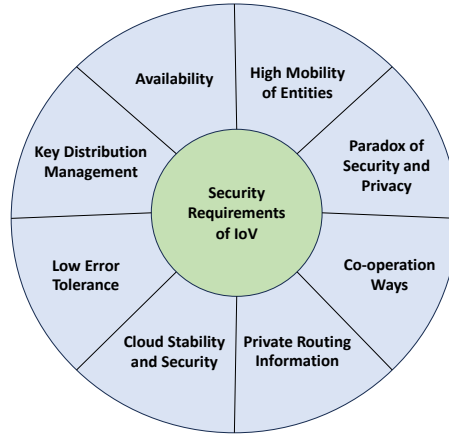 Availability
High Mobility
of Entities
Key Distribution
Management
Paradox of
Security and
Privacy
Security
Requirements
of IoV
Low Error
Tolerance
Co-operation
Ways
Cloud Stability
and Security
Private Routing
Information